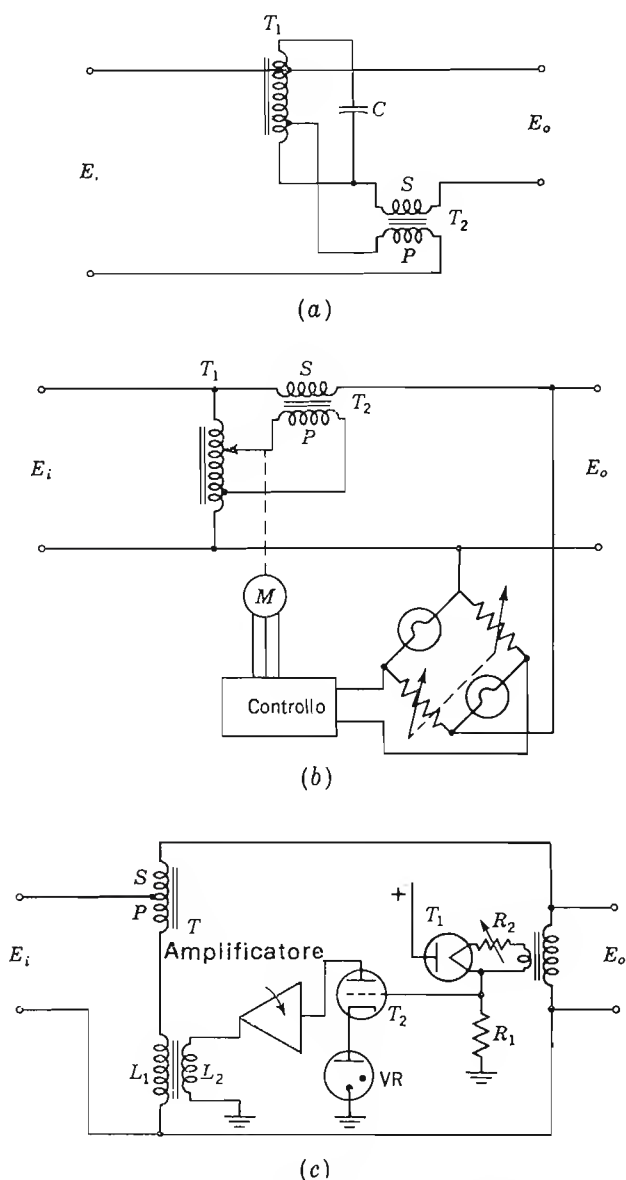 T₁
C
E.
Eₒ
S
T₂
P
(a)
T₁
S
T₂
P
Eᵢ
Eₒ
M
Controllo
(b)
S
P
T
Amplificatore
+
T₁
R₂
Eᵢ
Eₒ
T₂
R₁
L₁
L₂
VR
(c)